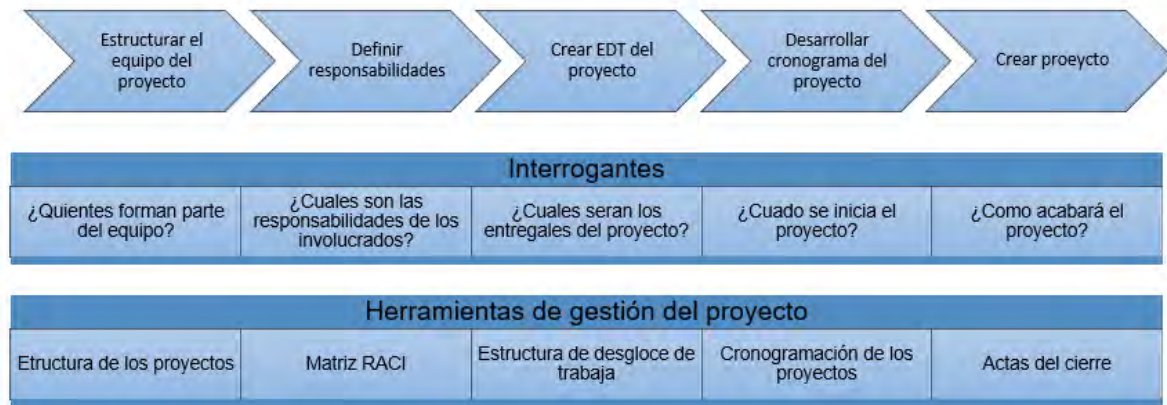 Estructurar el
equipo del
proyecto
Definir
responsabilidades
Crear EDT del
proyecto
Desarrollar
cronograma del
proyecto
Crear proeycto
Interrogantes
¿Quientes forman parte
del equipo?
¿Cuales son las
responsabilidades de los
involucrados?
¿Cuales seran los
entregales del proyecto?
¿Cuado se inicia el
proyecto?
¿Como acabará el
proyecto?
Herramientas de gestión del proyecto
Etructura de los proyectos
Matriz RACI
Estructura de desgloce de
trabaja
Cronogramación de los
proyectos
Actas del cierre